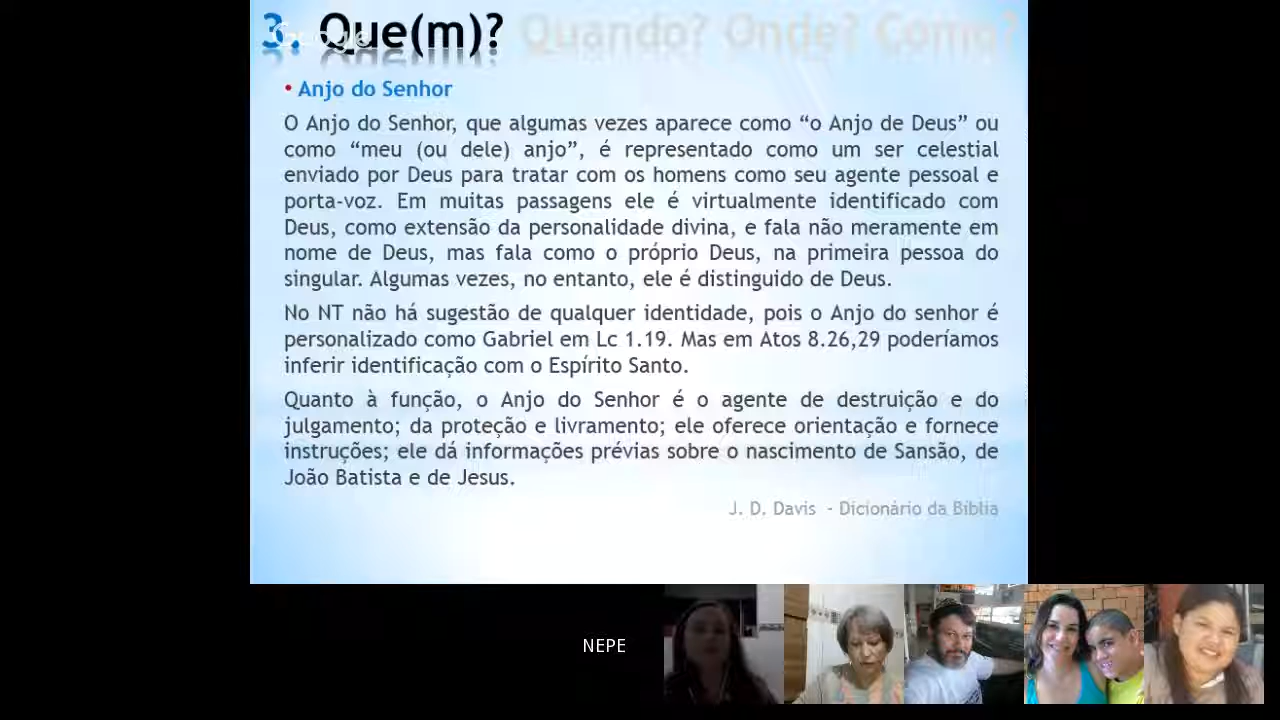 3. Que(m)? Quando? Onde? Como?
Google
• Anjo do Senhor
O Anjo do Senhor, que algumas vezes aparece como “o Anjo de Deus” ou
como “meu (ou dele) anjo”, é representado como um ser celestial
enviado por Deus para tratar com os homens como seu agente pessoal e
porta-voz. Em muitas passagens ele é virtualmente identificado com
Deus, como extensão da personalidade divina, e fala não meramente em
nome de Deus, mas fala como o próprio Deus, na primeira pessoa do
singular. Algumas vezes, no entanto, ele é distinguido de Deus.
No NT não há sugestão de qualquer identidade, pois o Anjo do senhor é
personalizado como Gabriel em Lc 1.19. Mas em Atos 8.26,29 poderíamos
inferir identificação com o Espírito Santo.
Quanto à função, o Anjo do Senhor é o agente de destruição e do
julgamento; da proteção e livramento; ele oferece orientação e fornece
instruções; ele dá informações prévias sobre o nascimento de Sansão, de
João Batista e de Jesus.
J. D. Davis - Dicionário da Bíblia
NEPE